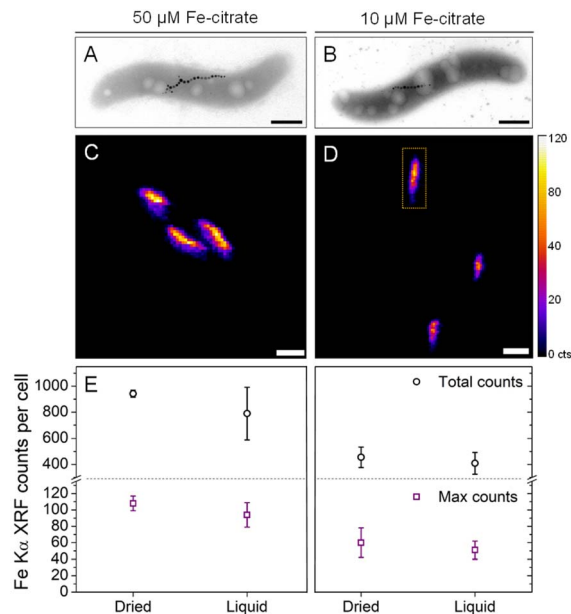 50 µM Fe-citrate
10 µM Fe-citrate
A
B
C
D
120
80
40
20
0 cts
E
Fe Kα XRF counts per cell
1000
800
600
400
120
100
80
60
40
20
0
Total counts
Max counts
Dried
Liquid
Dried
Liquid